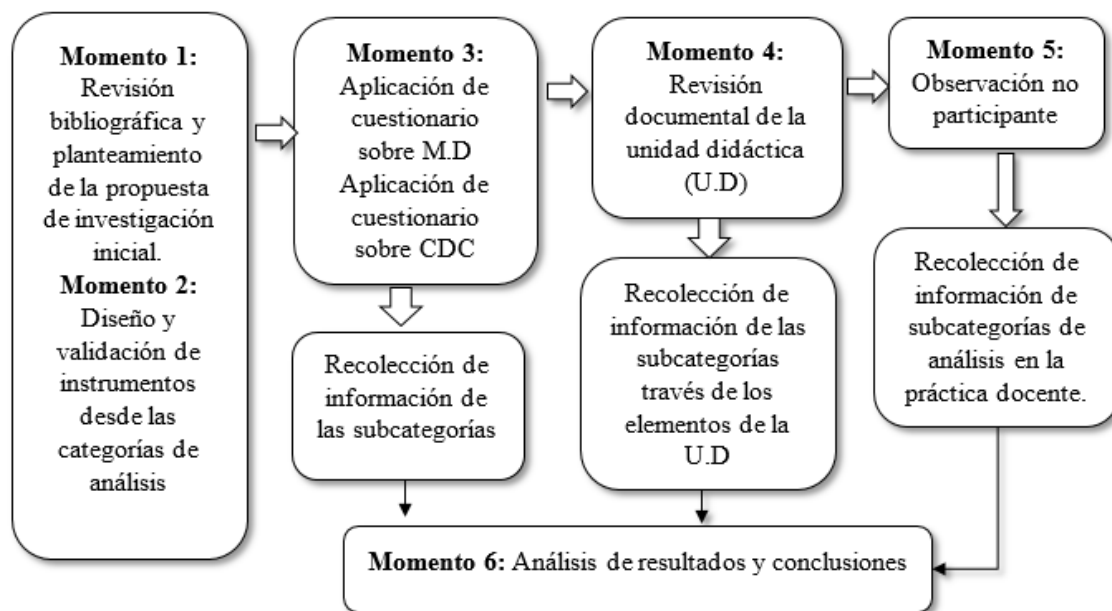 Momento 1:
Revisión
bibliográfica y
planteamiento
de la propuesta
de investigación
inicial.
Momento 2:
Diseño y
validación de
instrumentos
desde las
categorías de
análisis
Momento 3:
Aplicación de
cuestionario
sobre M.D
Aplicación de
cuestionario
sobre CDC
Recolección de
información de
las subcategorías
Momento 4:
Revisión
documental de la
unidad didáctica
(U.D)
Recolección de
información de las
subcategorías
través de los
elementos de la
U.D
Momento 5:
Observación no
participante
Recolección de
información de
subcategorías de
análisis en la
práctica docente.
Momento 6: Análisis de resultados y conclusiones